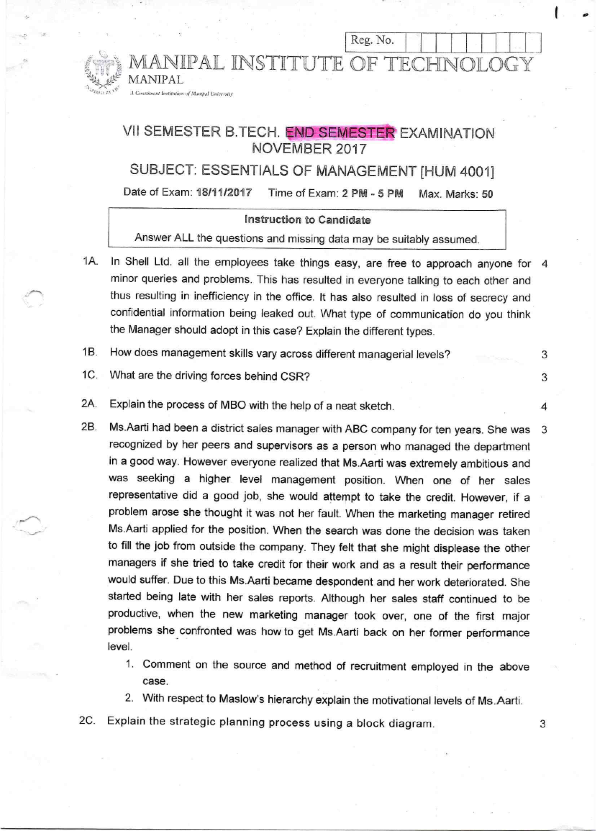 1
Reg. No.
MANIPAL INSTITUTE OF TECHNOLOGY
MANIPAL
A Constituent Institution of Manipal University
VII SEMESTER B.TECH. END SEMESTER EXAMINATION
NOVEMBER 2017
SUBJECT: ESSENTIALS OF MANAGEMENT [HUM 4001]
Date of Exam: 18/11/2017 Time of Exam: 2 PM - 5 PM Max. Marks: 50
Instruction to Candidate
Answer ALL the questions and missing data may be suitably assumed.
1A. In Shell Ltd. all the employees take things easy, are free to approach anyone for 4
minor queries and problems. This has resulted in everyone talking to each other and
thus resulting in inefficiency in the office. It has also resulted in loss of secrecy and
confidential information being leaked out. What type of communication do you think
the Manager should adopt in this case? Explain the different types.
1B. How does management skills vary across different managerial levels? 3
1C. What are the driving forces behind CSR? 3
2A. Explain the process of MBO with the help of a neat sketch. 4
2B. Ms.Aarti had been a district sales manager with ABC company for ten years. She was 3
recognized by her peers and supervisors as a person who managed the department
in a good way. However everyone realized that Ms.Aarti was extremely ambitious and
was seeking a higher level management position. When one of her sales
representative did a good job, she would attempt to take the credit. However, if a
problem arose she thought it was not her fault. When the marketing manager retired
Ms.Aarti applied for the position. When the search was done the decision was taken
to fill the job from outside the company. They felt that she might displease the other
managers if she tried to take credit for their work and as a result their performance
would suffer. Due to this Ms.Aarti became despondent and her work deteriorated. She
started being late with her sales reports. Although her sales staff continued to be
productive, when the new marketing manager took over, one of the first major
problems she confronted was how to get Ms.Aarti back on her former performance
level.
1. Comment on the source and method of recruitment employed in the above
case.
2. With respect to Maslow's hierarchy explain the motivational levels of Ms.Aarti.
2C. Explain the strategic planning process using a block diagram. 3